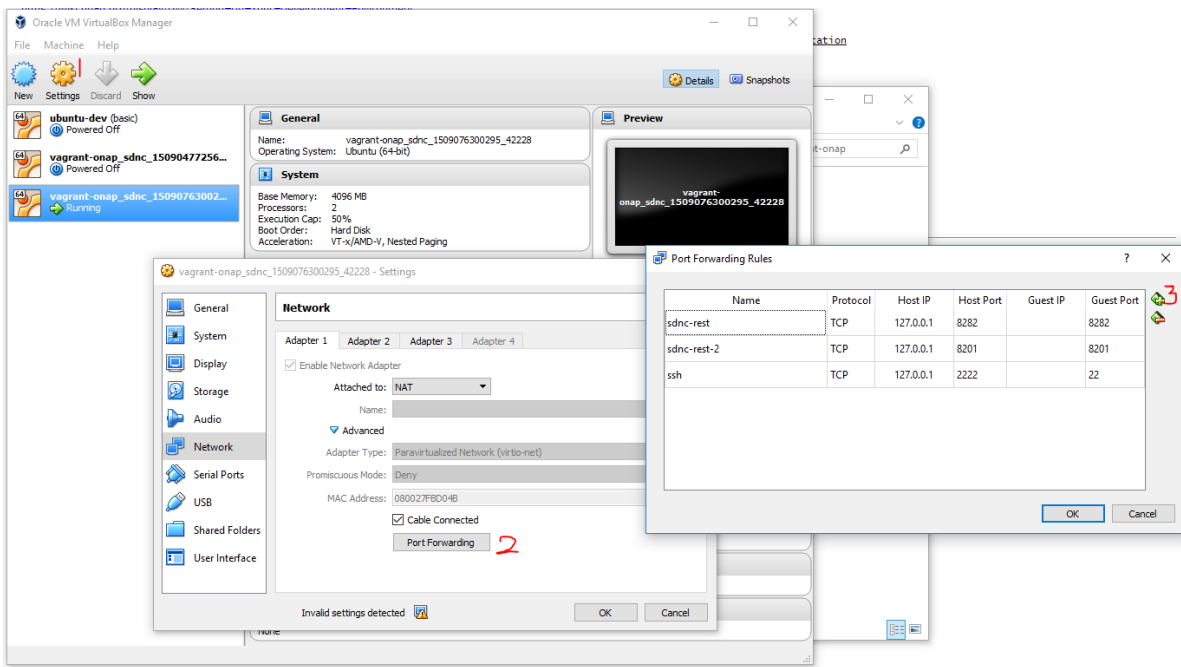 Oracle VM VirtualBox Manager
File Machine Help
1
New Settings Discard Show
Details Snapshots
ubuntu-dev (basic)
Powered Off
vagrant-onap_sdnc_15090477256...
Powered Off
vagrant-onap_sdnc_15090763002...
Running
General
Name: vagrant-onap_sdnc_1509076300295_42228
Operating System: Ubuntu (64-bit)
System
Base Memory: 4096 MB
Processors: 2
Execution Cap: 50%
Boot Order: Hard Disk
Acceleration: VT-x/AMD-V, Nested Paging
Preview
vagrant-
onap_sdnc_1509076300295_42228
None
vagrant-onap_sdnc_1509076300295_42228 - Settings
General
System
Display
Storage
Audio
Network
Serial Ports
USB
Shared Folders
User Interface
Network
Adapter 1 Adapter 2 Adapter 3 Adapter 4
Enable Network Adapter
Attached to: NAT
Name:
Advanced
Adapter Type: Paravirtualized Network (virtio-net)
Promiscuous Mode: Deny
MAC Address: 080027FBD04B
Cable Connected
Port Forwarding 2
Invalid settings detected OK Cancel
Port Forwarding Rules ?
3
Name Protocol Host IP Host Port Guest IP Guest Port
sdnc-rest TCP 127.0.0.1 8282 8282
sdnc-rest-2 TCP 127.0.0.1 8201 8201
ssh TCP 127.0.0.1 2222 22
OK Cancel